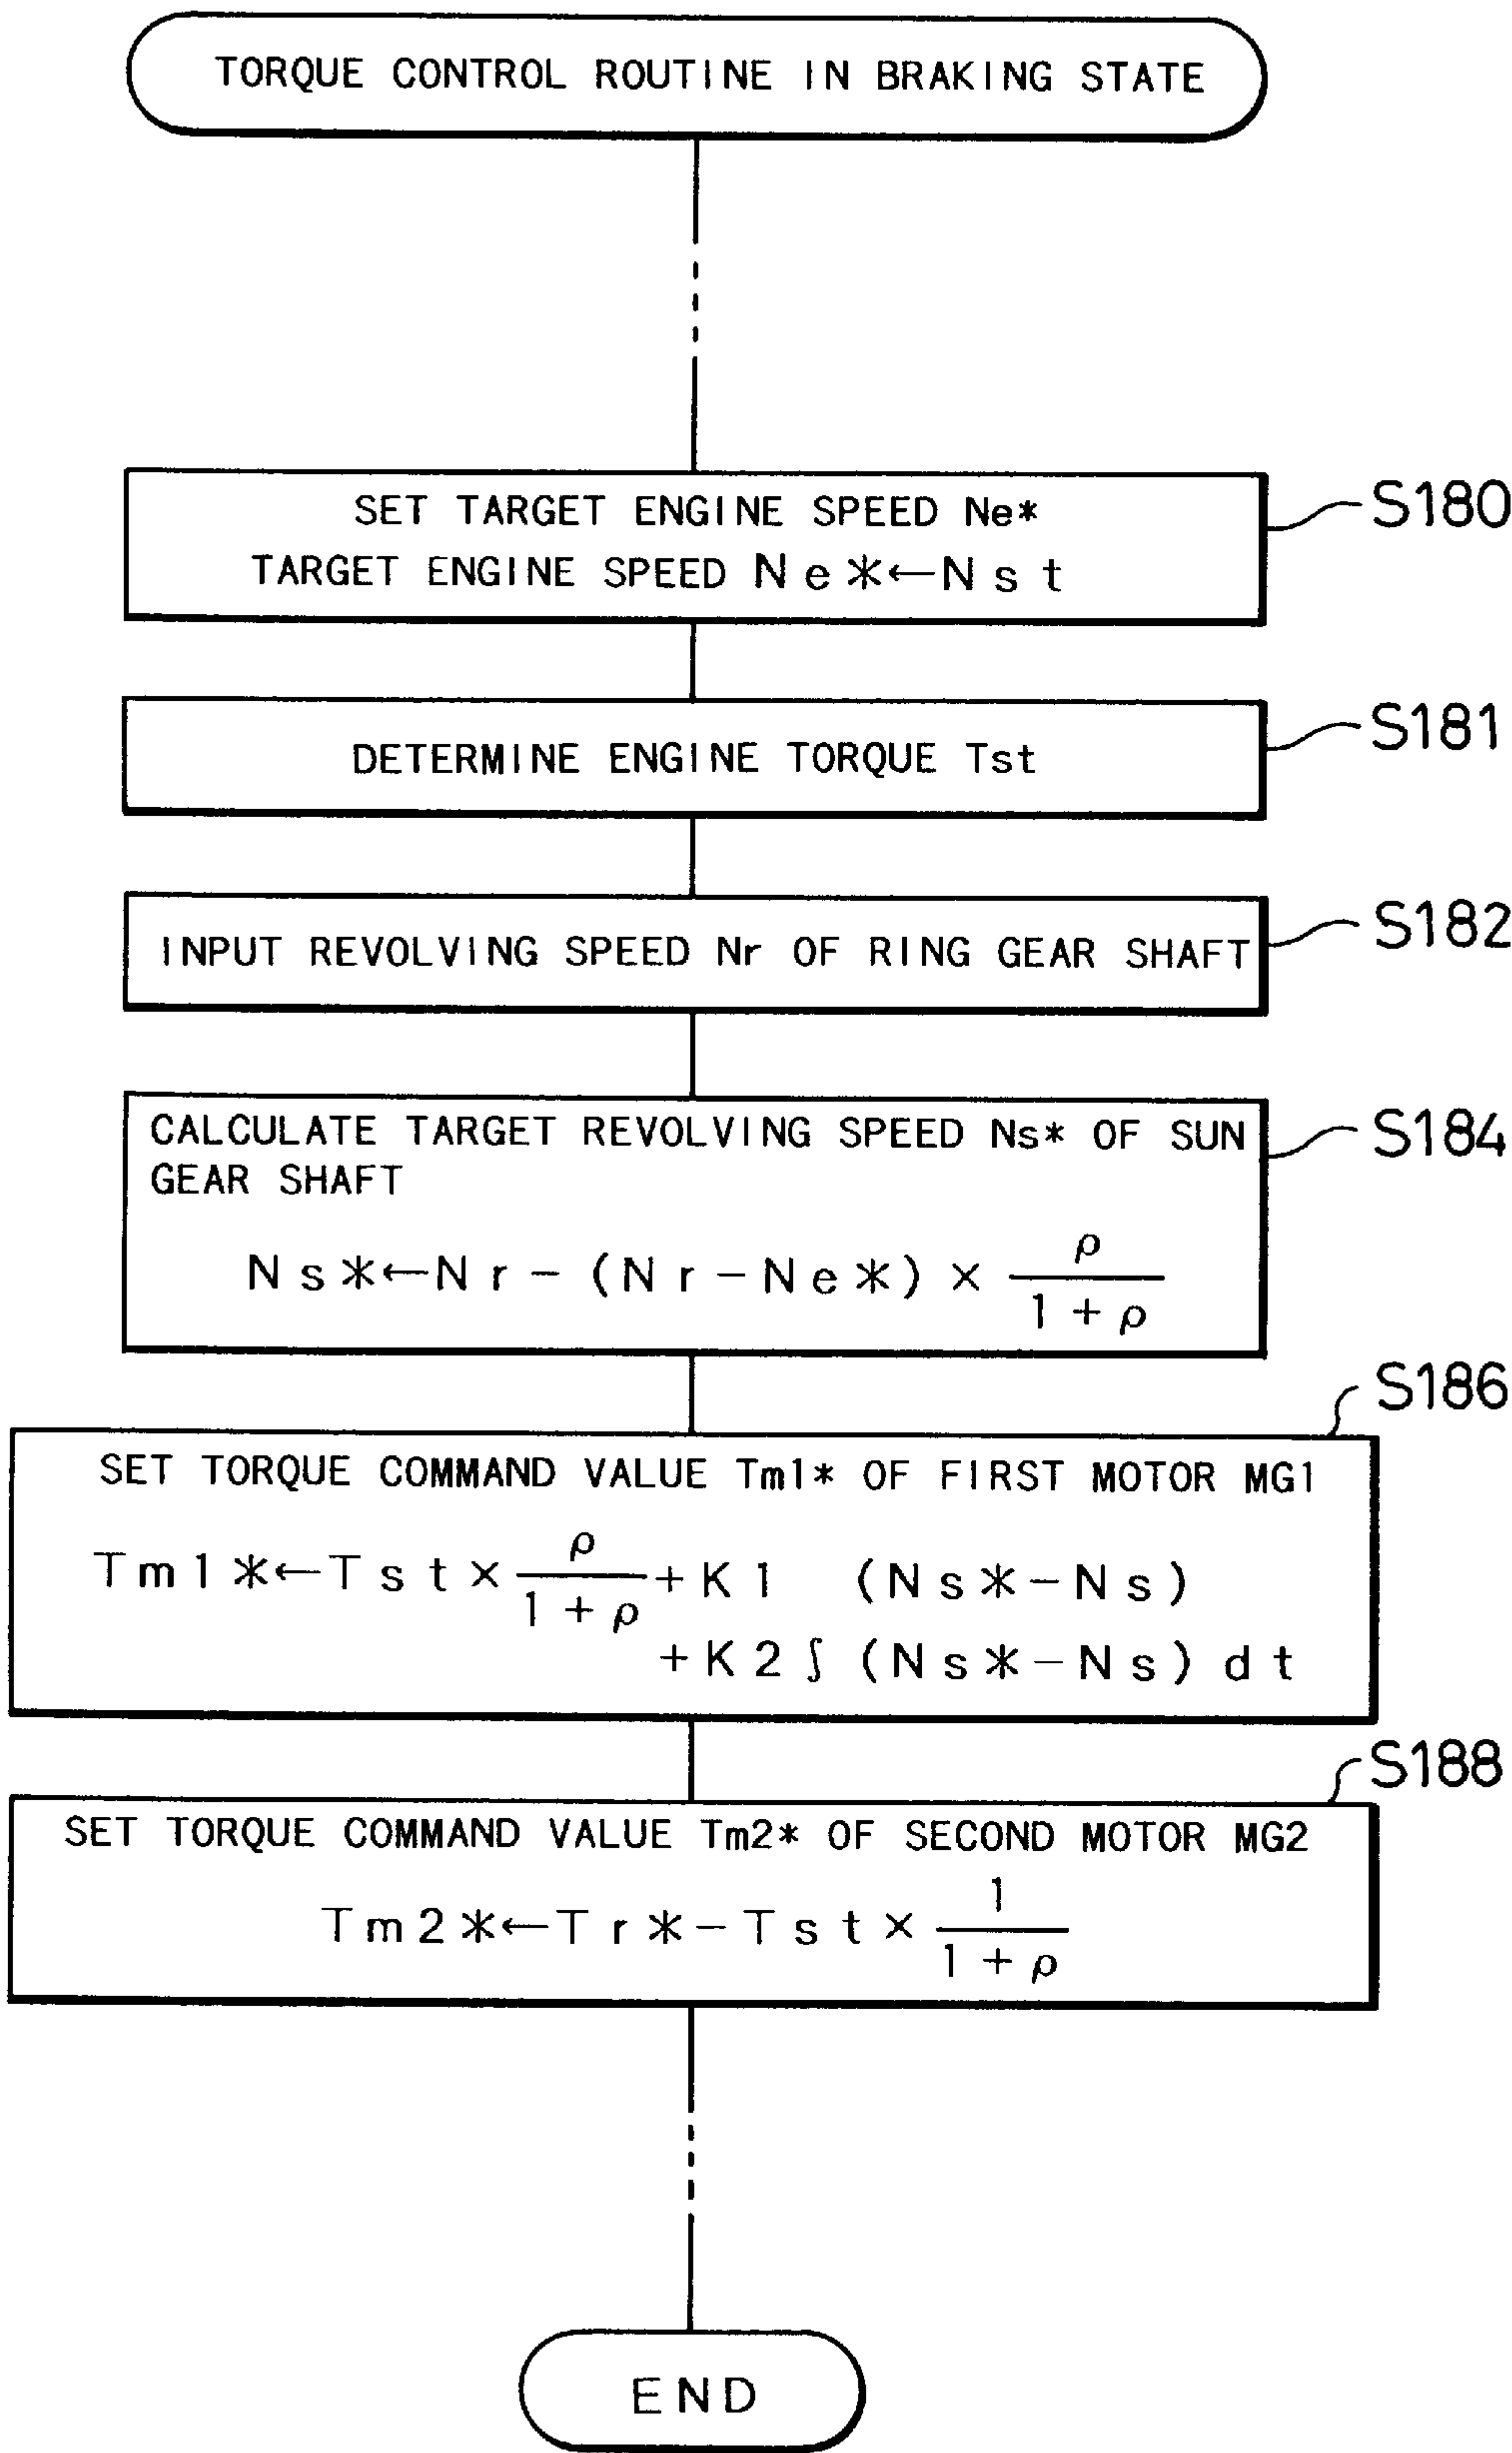 TORQUE CONTROL ROUTINE IN BRAKING STATE
SET TARGET ENGINE SPEED Ne*
TARGET ENGINE SPEED Ne*←Nst
S180
DETERMINE ENGINE TORQUE Tst
S181
INPUT REVOLVING SPEED Nr OF RING GEAR SHAFT
S182
CALCULATE TARGET REVOLVING SPEED Ns* OF SUN
GEAR SHAFT
Ns*←Nr-(Nr-Ne*)×ρ/(1+ρ)
S184
S186
SET TORQUE COMMAND VALUE Tm1* OF FIRST MOTOR MG1
Tm1*←Tst×ρ/(1+ρ)+K1 (Ns*-Ns)
+K2∫(Ns*-Ns)dt
S188
SET TORQUE COMMAND VALUE Tm2* OF SECOND MOTOR MG2
Tm2*←Tr*-Tst×1/(1+ρ)
END